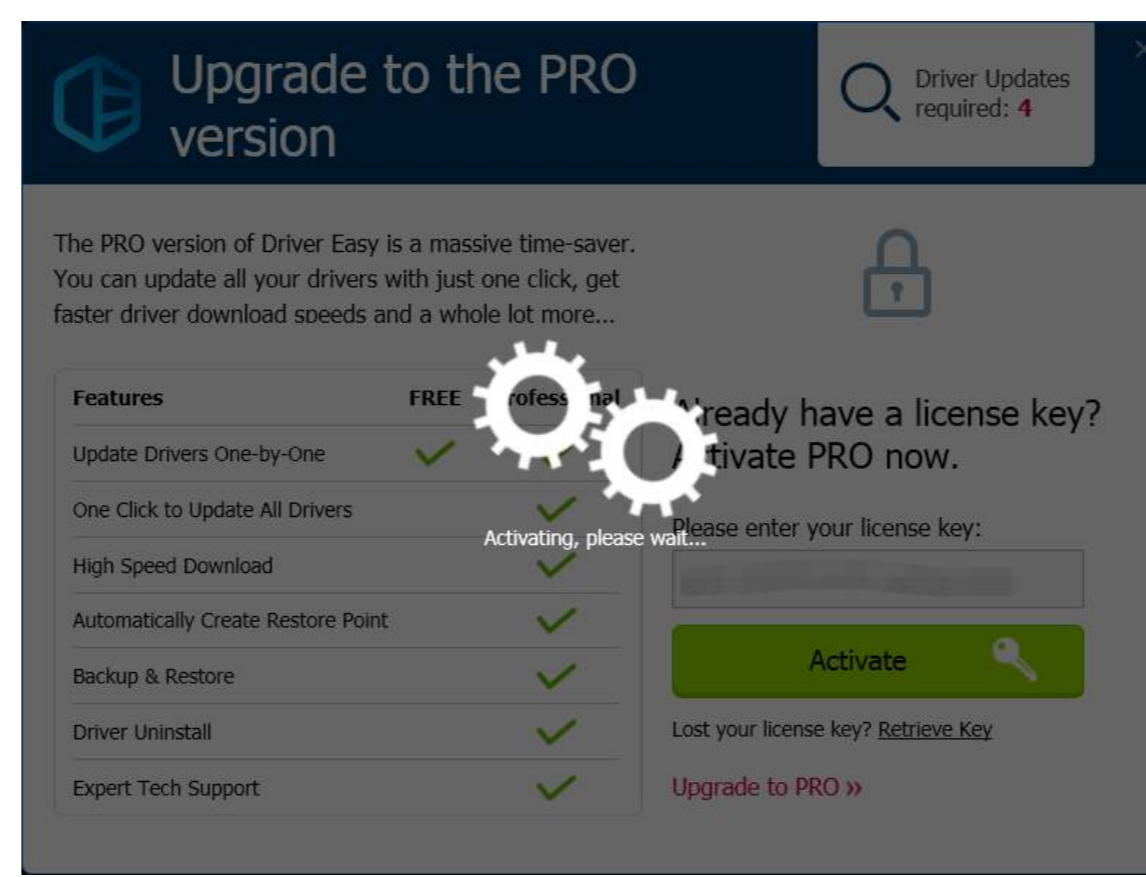 Upgrade to the PRO
version
Driver Updates
required: 4
The PRO version of Driver Easy is a massive time-saver.
You can update all your drivers with just one click, get
faster driver download speeds and a whole lot more...
Features FREE Professional
Update Drivers One-by-One
One Click to Update All Drivers
High Speed Download
Automatically Create Restore Point
Backup & Restore
Driver Uninstall
Expert Tech Support
Activating, please wait...
Already have a license key?
Activate PRO now.
Please enter your license key:
Activate
Lost your license key? Retrieve Key
Upgrade to PRO »